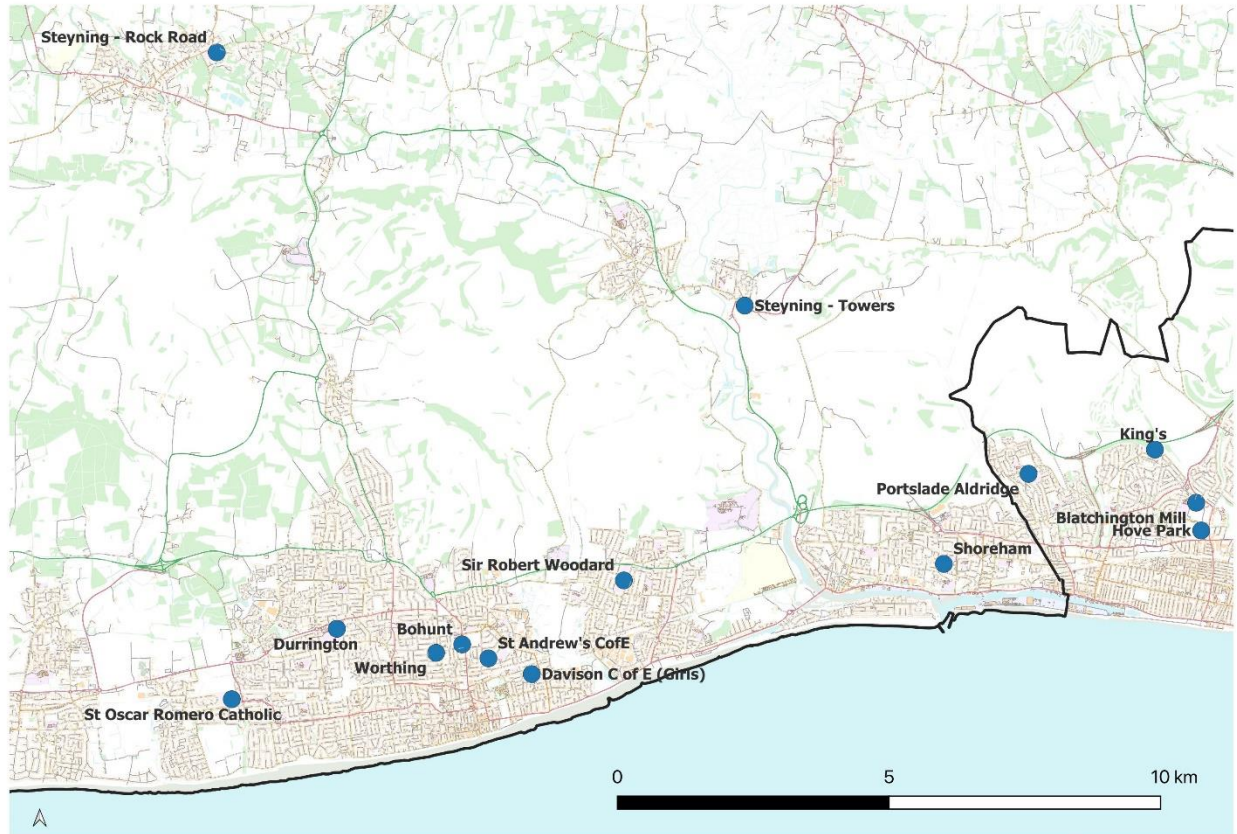 Steyning - Rock Road
Steyning - Towers
King's
Portslade Aldridge
Blatchington Mill
Hove Park
Shoreham
Sir Robert Woodard
Bohunt
St Andrew's CofE
Durrington
Worthing
Davison C of E (Girls)
St Oscar Romero Catholic
0 5 10 km